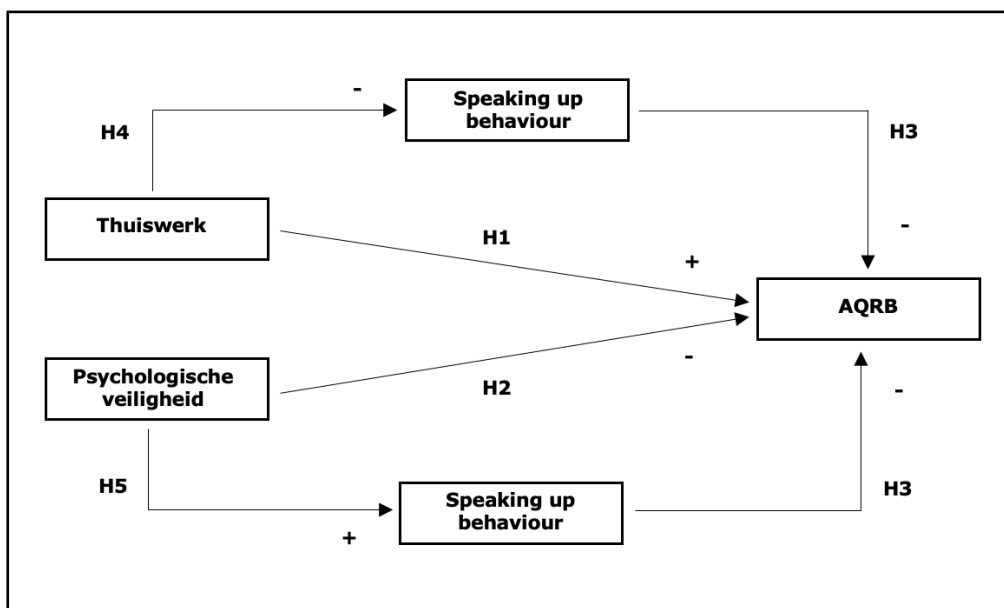 -
Speaking up
behaviour
H4
H3
Thuiswerk
H1
-
+
AQRB
Psychologische
veiligheid
H2
-
-
H5
Speaking up
behaviour
H3
+